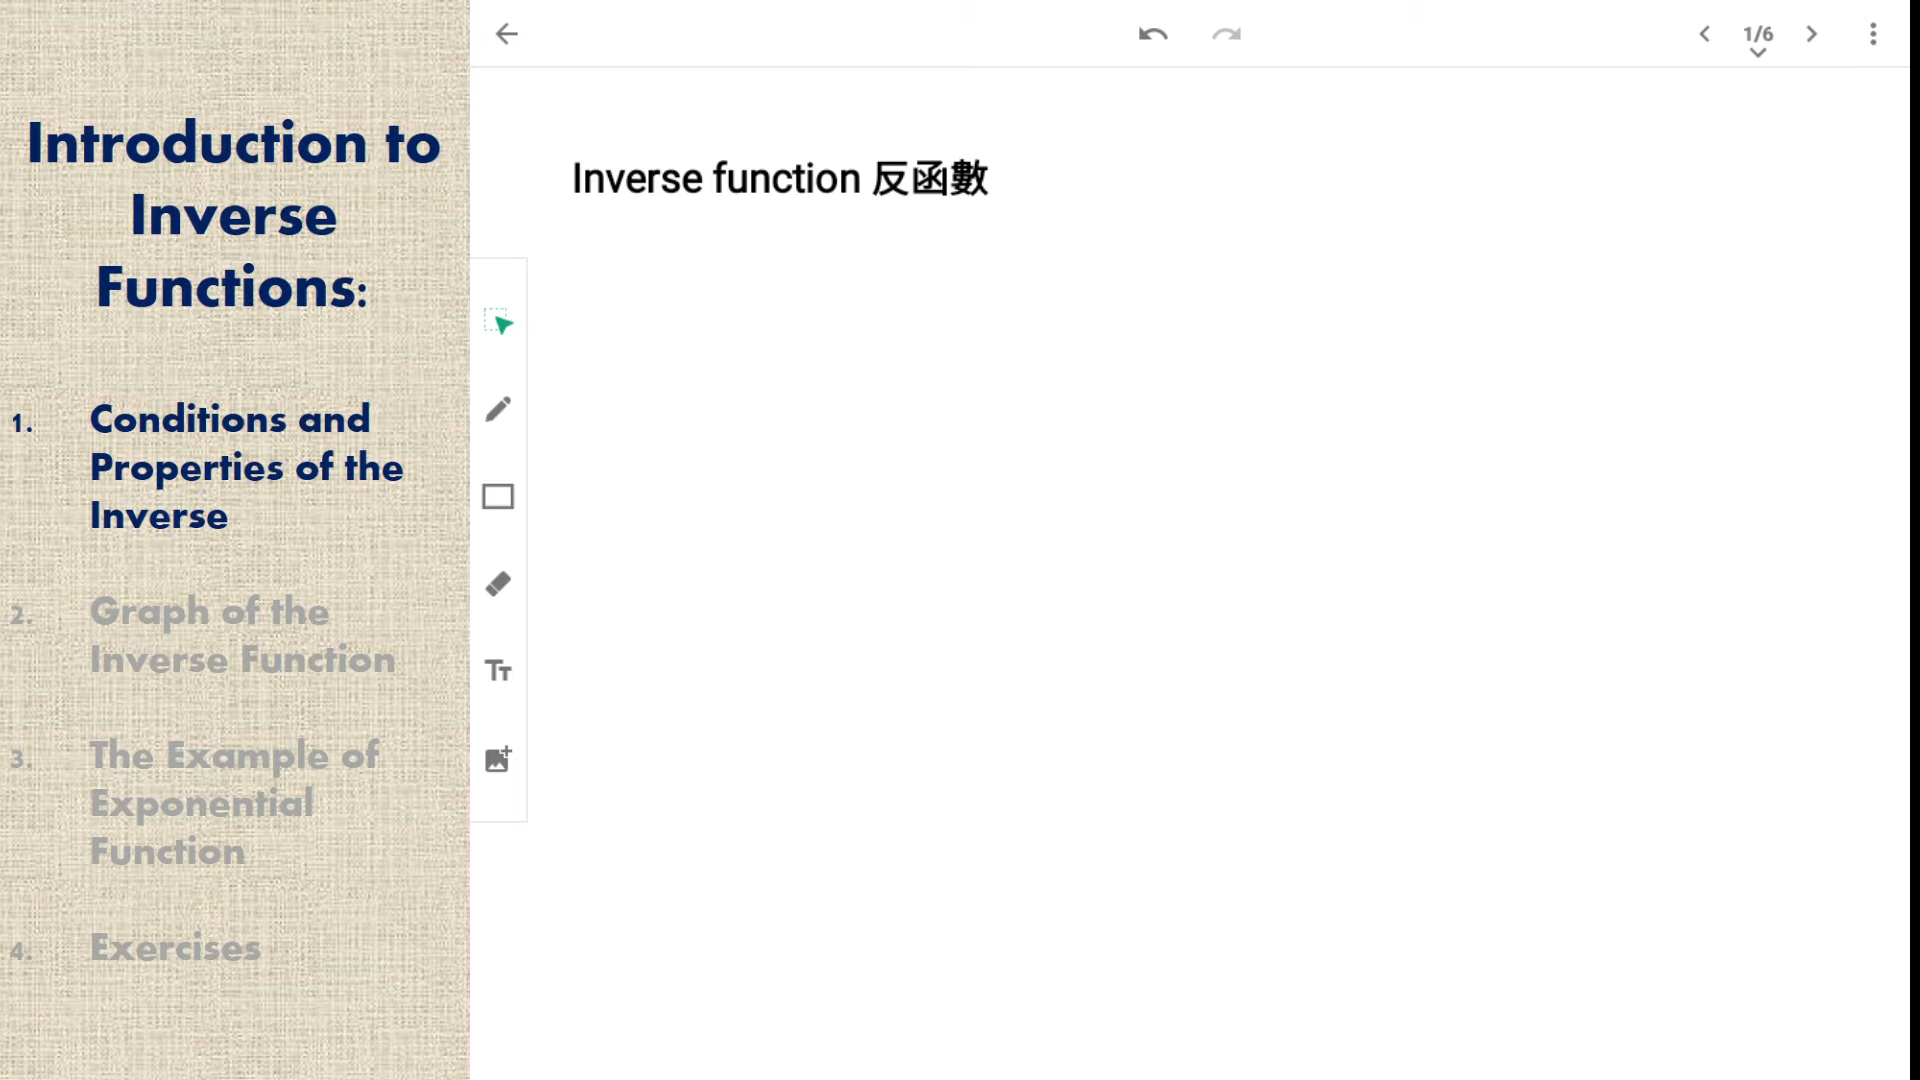 Introduction to
Inverse
Functions:
1. Conditions and
Properties of the
Inverse
2. Graph of the
Inverse Function
3. The Example of
Exponential
Function
4. Exercises
1/6
Inverse function 反函數
Tт